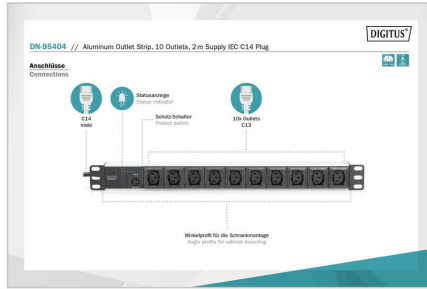 DIGITUS®
DN-95404 // Aluminum Outlet Strip, 10 Outlets, 2 m Supply IEC C14 Plug
Anschlüsse
Connections
C14
male
Statusanzeige
Status indicator
Schutz-Schalter
Protect switch
10x Outlets
C13
Winkelprofil für die Schrankmontage
Angle profile for cabinet mounting